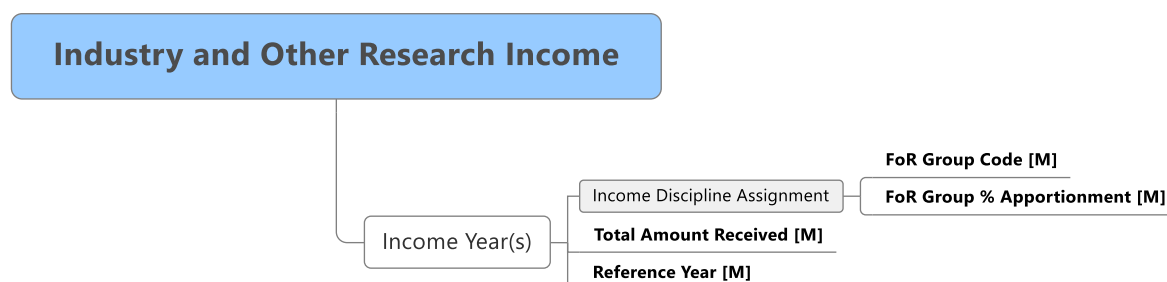 Industry and Other Research Income
FoR Group Code [M]
Income Discipline Assignment
FoR Group % Apportionment [M]
Income Year(s)
Total Amount Received [M]
Reference Year [M]